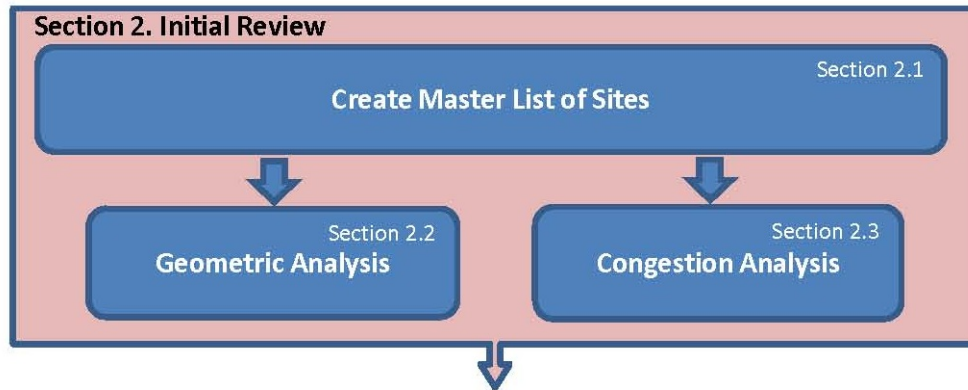 Section 2. Initial Review
Section 2.1
Create Master List of Sites
Section 2.2
Geometric Analysis
Section 2.3
Congestion Analysis